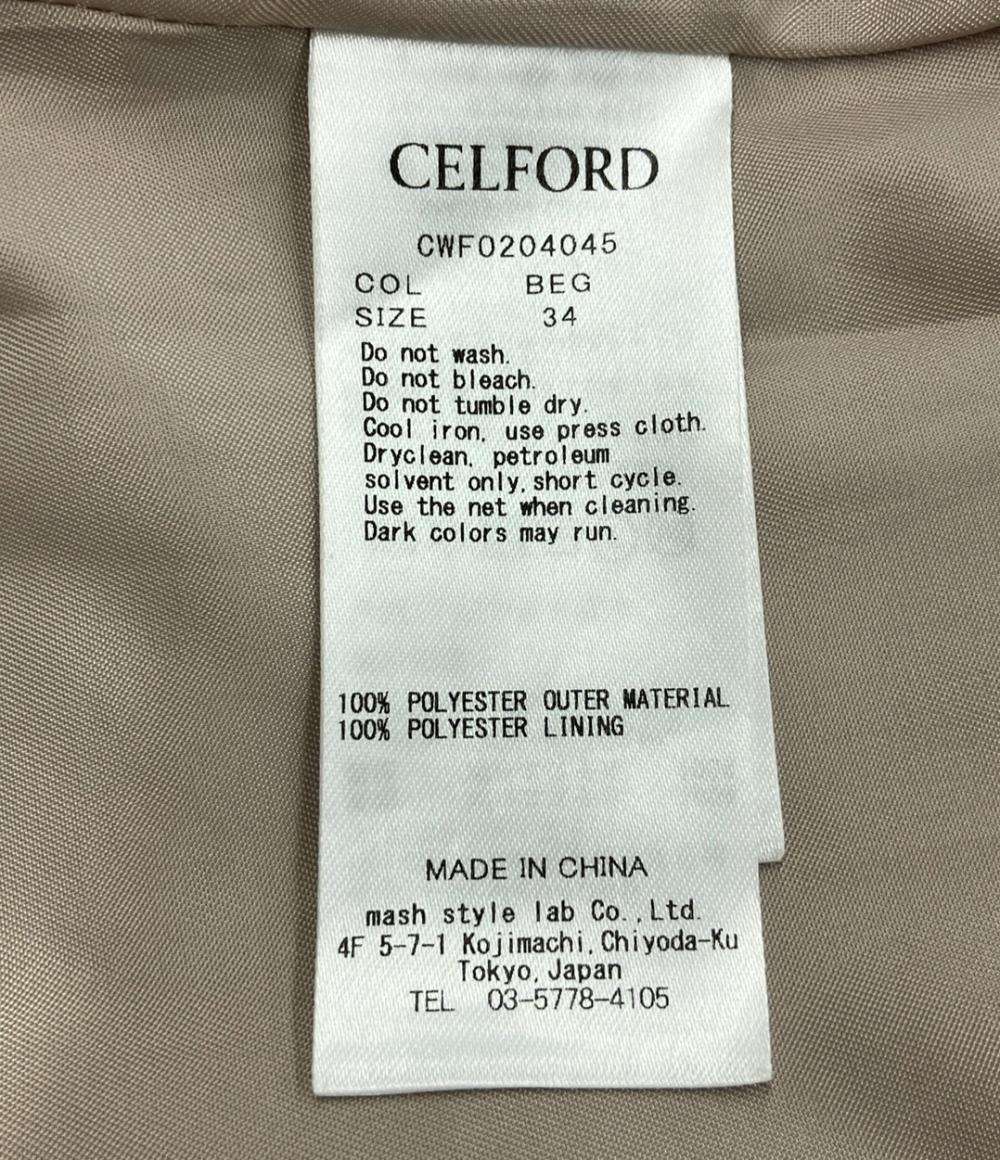 CELFORD
CWF0204045
COL BEG
SIZE 34
Do not wash.
Do not bleach.
Do not tumble dry.
Cool iron, use press cloth.
Dryclean, petroleum
solvent only, short cycle.
Use the net when cleaning.
Dark colors may run.
100% POLYESTER OUTER MATERIAL
100% POLYESTER LINING
MADE IN CHINA
mash style lab Co.,Ltd.
4F 5-7-1 Kojimachi, Chiyoda-Ku
Tokyo, Japan
TEL 03-5778-4105